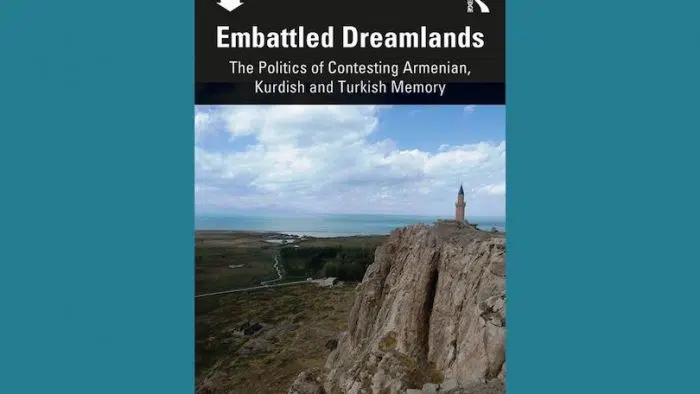 Embattled Dreamlands
The Politics of Contesting Armenian,
Kurdish and Turkish Memory